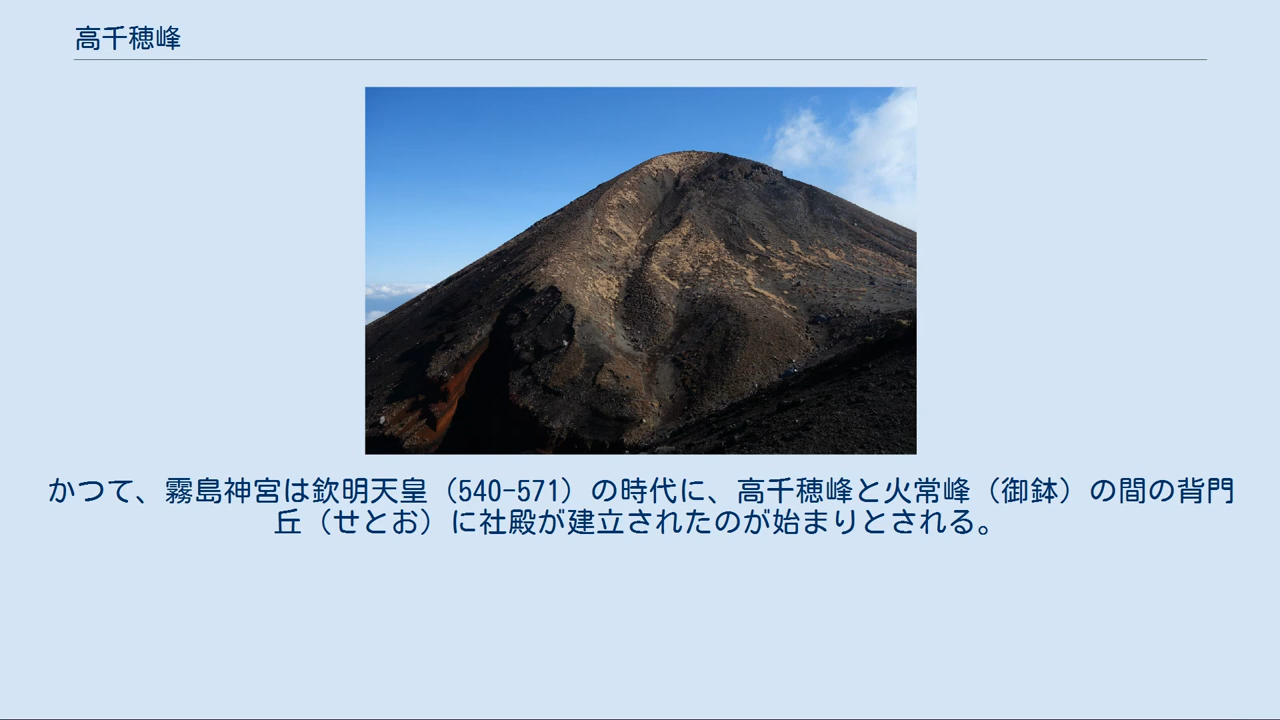 高千穂峰
かつて、霧島神宮は欽明天皇（540-571）の時代に、高千穂峰と火常峰（御鉢）の間の背門
丘（せとお）に社殿が建立されたのが始まりとされる。